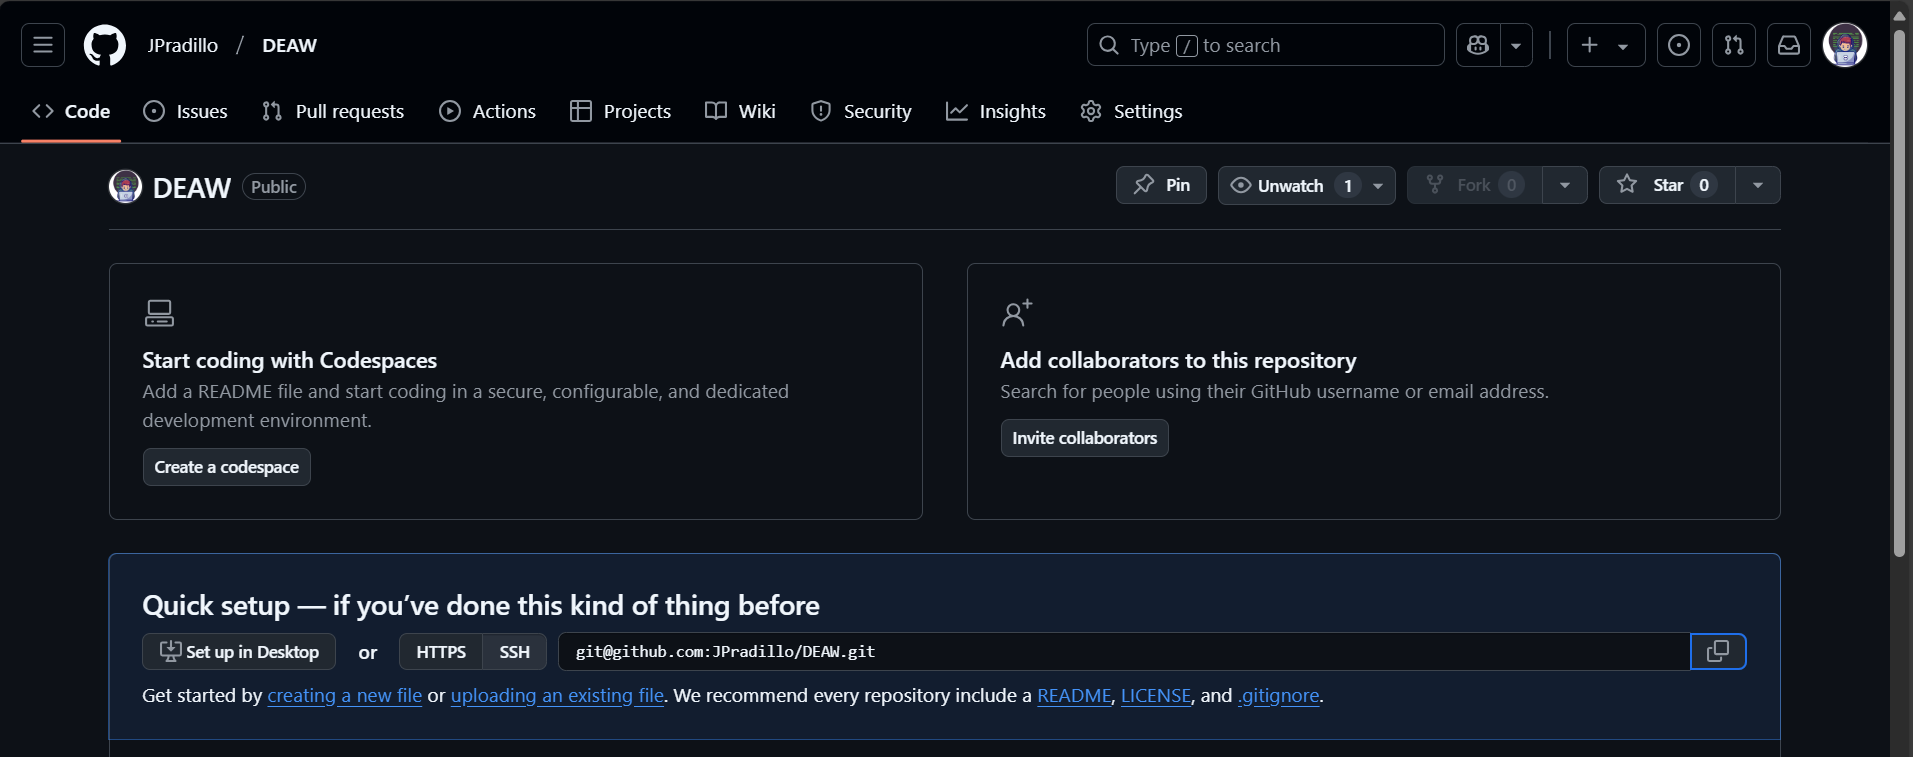 JPradillo / DEAW
Type / to search
Code Issues Pull requests Actions Projects Wiki Security Insights Settings
DEAW Public
Pin Unwatch 1 Fork 0 Star 0
Start coding with Codespaces
Add a README file and start coding in a secure, configurable, and dedicated
development environment.
Create a codespace
Add collaborators to this repository
Search for people using their GitHub username or email address.
Invite collaborators
Quick setup — if you’ve done this kind of thing before
Set up in Desktop or HTTPS SSH git@github.com:JPradillo/DEAW.git
Get started by creating a new file or uploading an existing file. We recommend every repository include a README, LICENSE, and .gitignore.